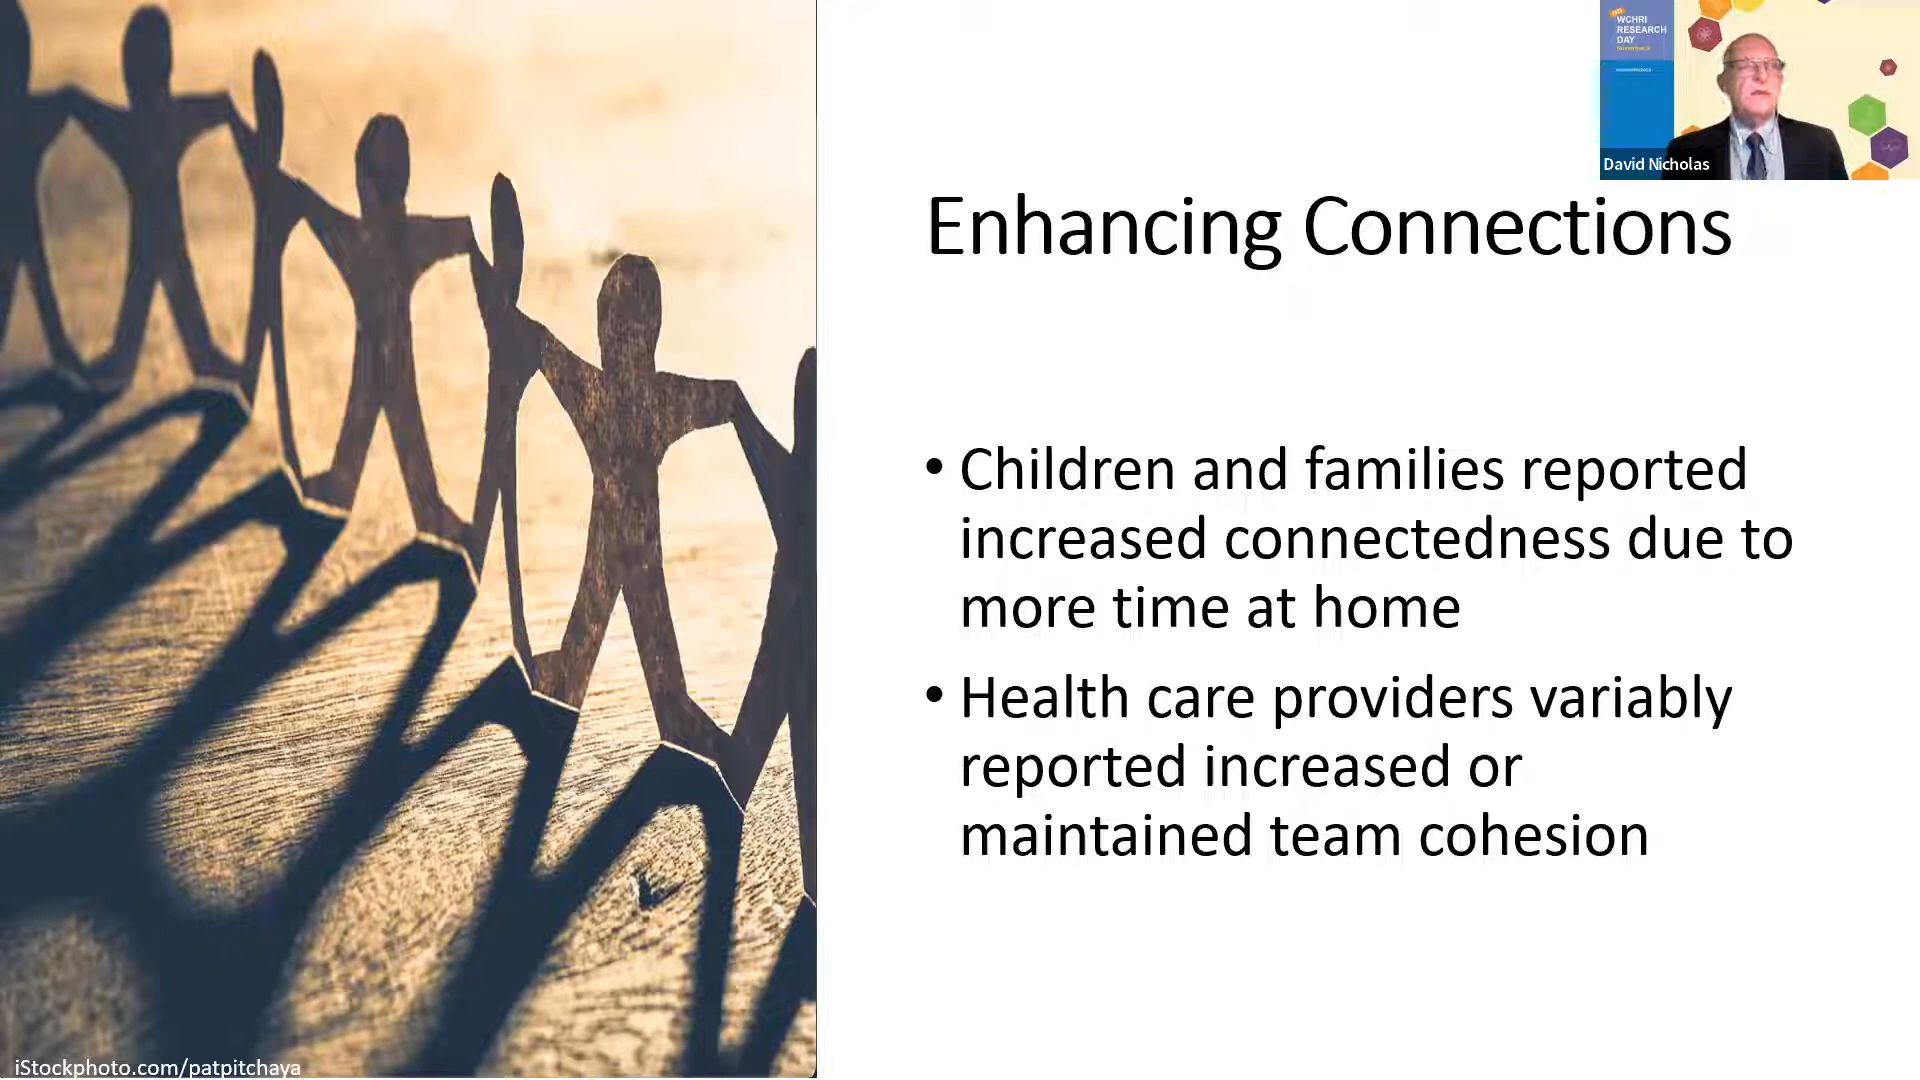 WCHRI
RESEARCH
DAY
David Nicholas
Enhancing Connections
• Children and families reported
increased connectedness due to
more time at home
• Health care providers variably
reported increased or
maintained team cohesion
iStockphoto.com/patpitchaya